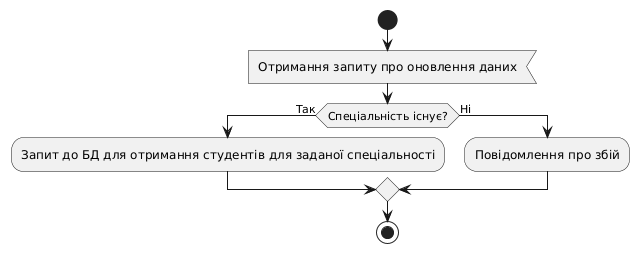 Отримання запиту про оновлення даних
Так
Спеціальність існує?
Ні
Запит до БД для отримання студентів для заданої спеціальності
Повідомлення про збій